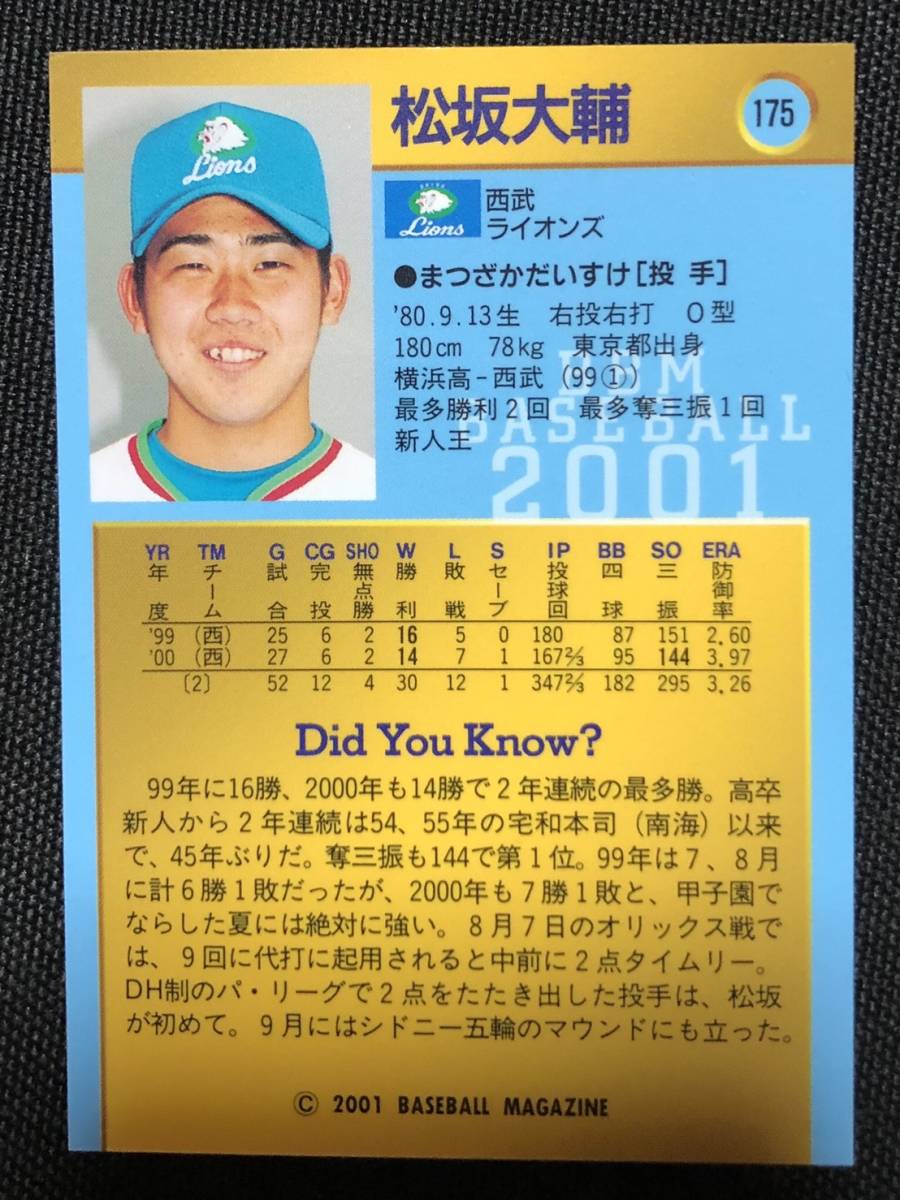 松坂大輔
175
Lions
Lions
西武
ライオンズ
●まつざかだいすけ[投 手]
'80.9.13生 右投右打 O型
180cm 78kg 東京都出身
横浜高-西武(99①)
最多勝利2回 最多奪三振1回
新人王
BBM
BASEBALL
2001
YR TM G CG SHO W L S IP BB SO ERA
年度 チーム 試合 完投 無点勝 勝利 敗戦 セーブ 投球回 四球 三振 防御率
'99 (西) 25 6 2 16 5 0 180 87 151 2.60
'00 (西) 27 6 2 14 7 1 167⅔ 95 144 3.97
〔2〕 52 12 4 30 12 1 347⅔ 182 295 3.26
Did You Know?
99年に16勝、2000年も14勝で2年連続の最多勝。高卒
新人から2年連続は54、55年の宅和本司(南海)以来
で、45年ぶりだ。奪三振も144で第1位。99年は7、8月
に計6勝1敗だったが、2000年も7勝1敗と、甲子園で
ならした夏には絶対に強い。8月7日のオリックス戦で
は、9回に代打に起用されると中前に2点タイムリー。
DH制のパ・リーグで2点をたたき出した投手は、松坂
が初めて。9月にはシドニー五輪のマウンドにも立った。
© 2001 BASEBALL MAGAZINE